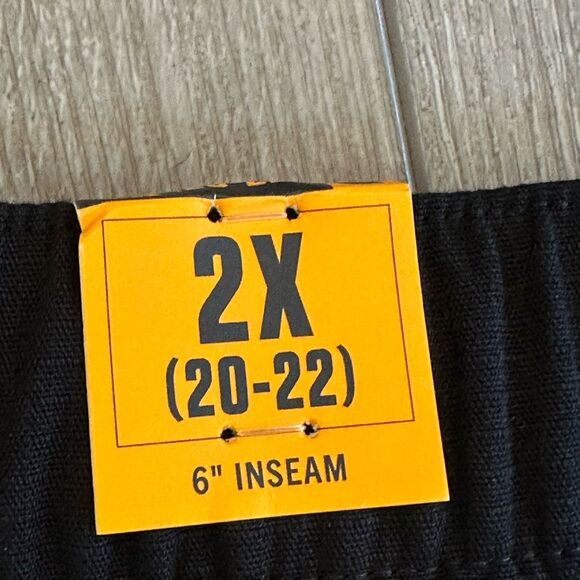 2X
(20-22)
6" INSEAM